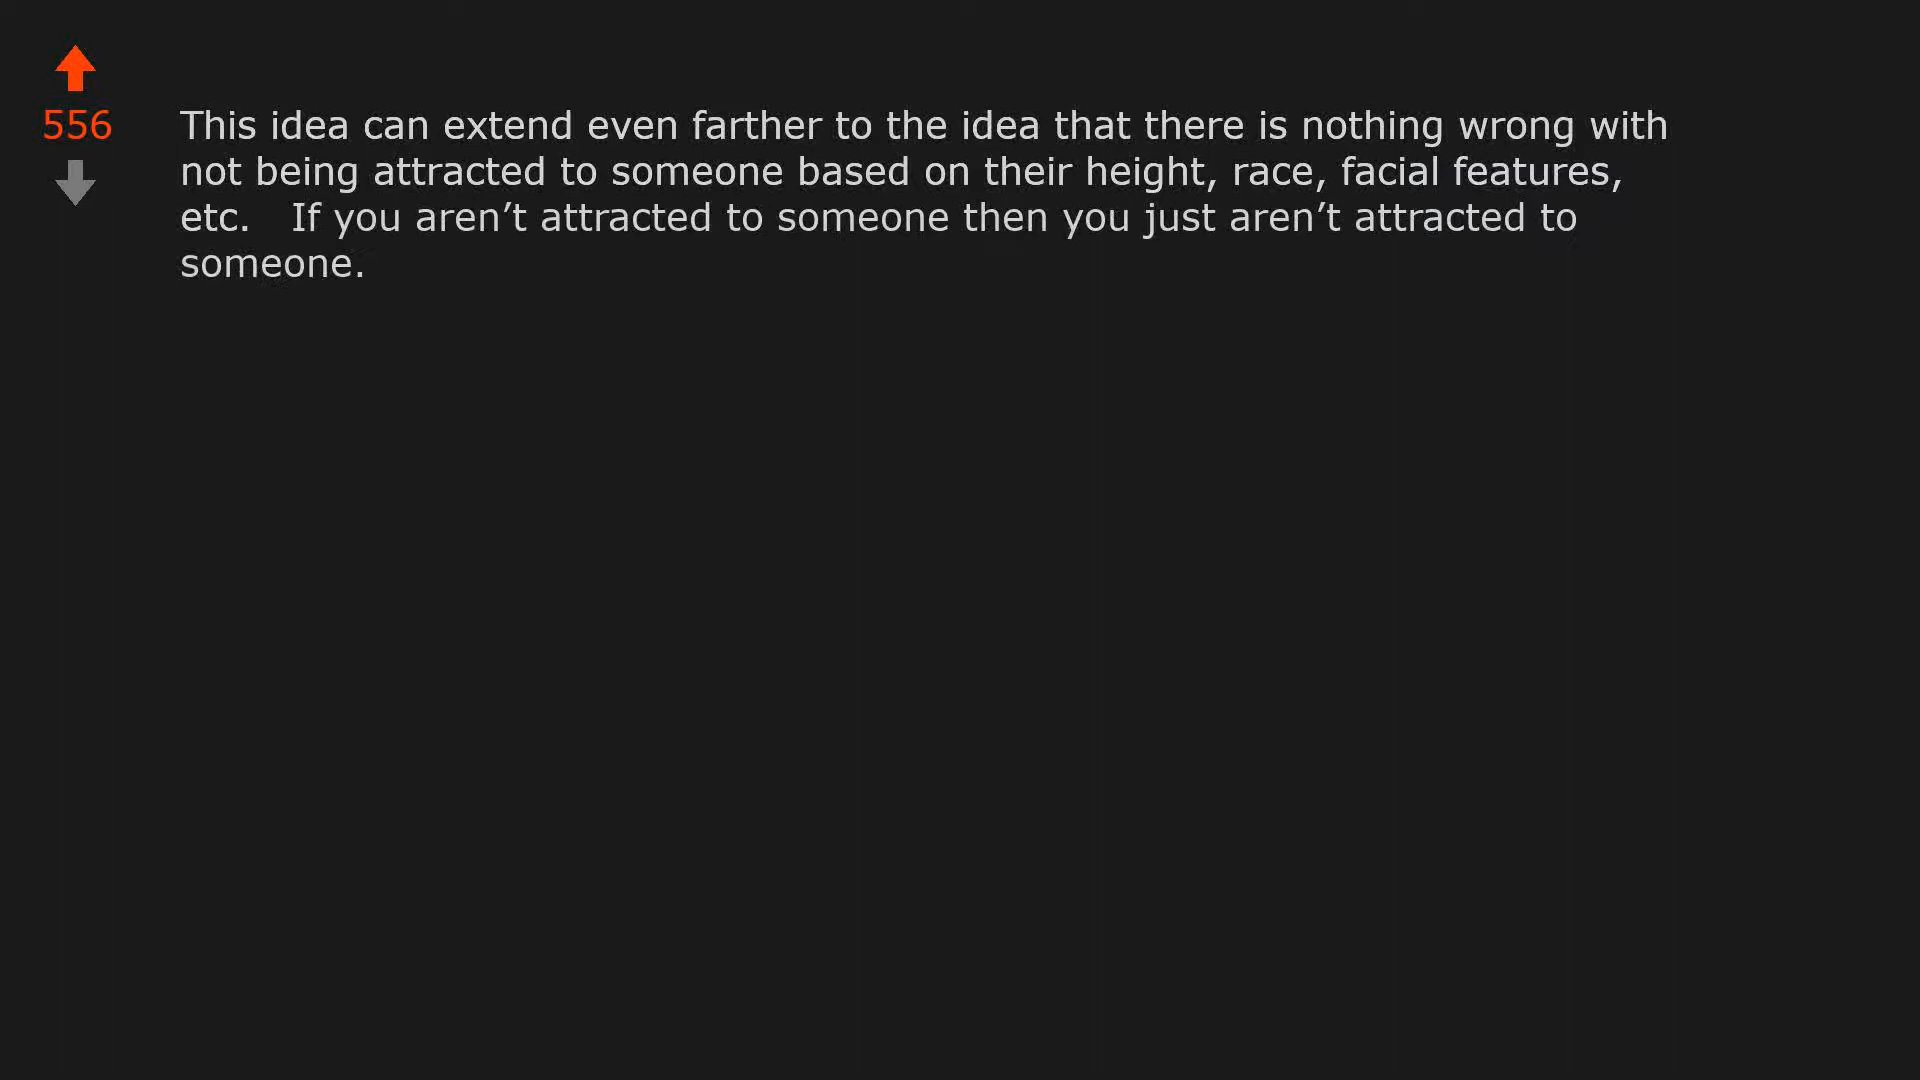 556
This idea can extend even farther to the idea that there is nothing wrong with
not being attracted to someone based on their height, race, facial features,
etc.   If you aren’t attracted to someone then you just aren’t attracted to
someone.